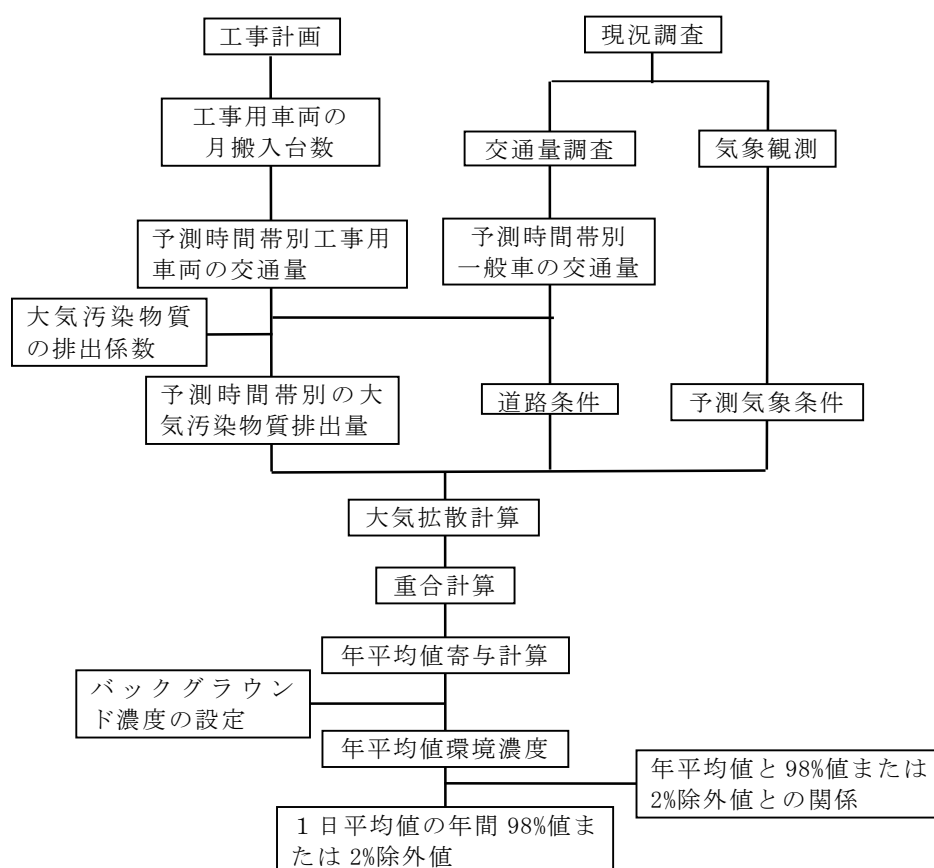 工事計画
現況調査
工事用車両の
月搬入台数
交通量調査
気象観測
予測時間帯別工事用
車両の交通量
予測時間帯別
一般車の交通量
大気汚染物質
の排出係数
予測時間帯別の大
気汚染物質排出量
道路条件
予測気象条件
大気拡散計算
重合計算
年平均値寄与計算
バックグラウン
ド濃度の設定
年平均値環境濃度
年平均値と 98%値または
2%除外値との関係
１日平均値の年間 98%値ま
たは 2%除外値